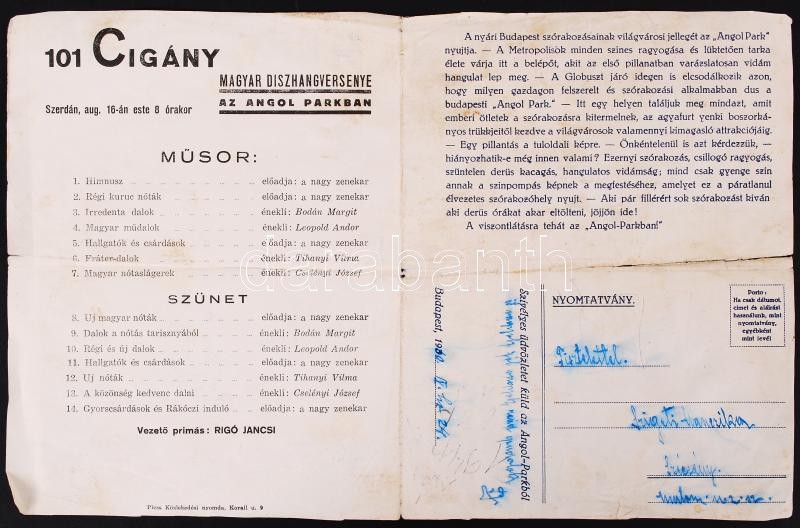 101 CIGÁNY
MAGYAR DISZHANGVERSENYE
AZ ANGOL PARKBAN
Szerdán, aug. 16-án este 8 órakor
MŰSOR:
1. Himnusz előadja: a nagy zenekar
2. Régi kuruc nóták előadja: a nagy zenekar
3. Irredenta dalok énekli: Bodán Margit
4. Magyar műdalok énekli: Leopold Andor
5. Hallgatók és csárdások előadja: a nagy zenekar
6. Fráter-dalok énekli: Tihanyi Vilma
7. Magyar nótaslágerek énekli: Cselényi József
SZÜNET
8. Uj magyar nóták előadja: a nagy zenekar
9. Dalok a nótás tarisznyából énekli: Bodán Margit
10. Régi és új dalok énekli: Leopold Andor
11. Hallgatók és csárdások előadja: a nagy zenekar
12. Uj nóták énekli: Tihanyi Vilma
13. A közönség kedvenc dalni énekli: Cselényi József
14. Gyorscsárdások és Rákóczi induló előadja: a nagy zenekar
Vezető primás: RIGÓ JANCSI
Pícza Közlekedési nyomda, Korall u. 9
A nyári Budapest szórakozásainak világvárosi jellegét az „Angol Park"
nyujtja. — A Metropolisok minden szines ragyogása és lüktetően tarka
élete várja itt a belépőt, akit az első pillanatban varázslatosan vidám
hangulat lep meg. — A Globuszt járó idegen is elcsodálkozik azon,
hogy milyen gazdagon felszerelt és szórakozási alkalmakban dus a
budapesti „Angol Park." — Itt egy helyen találjuk meg mindazt, amit
emberi ötletek a szórakozásra kitermelnek, az agyafurt yenki boszorká-
nyos trükkjeitől kezdve a világvárosok valamennyi kimagasló attrakciójáig.
— Egy pillantás a tuloldali képre. — Önkéntelenül is azt kérdezzük, —
hiányozhatik-e még innen valami? Ezernyi szórakozás, csillogó ragyogás,
szüntelen derüs kacagás, hangulatos vidámság; mind csak gyenge szin
annak a szinpompás képnek a megfestéséhez, amelyet ez a páratlanul
élvezetes szórakozóhely nyujt. — Aki pár fillérért sok szórakozást kiván
aki derüs órákat akar eltölteni, jöjjön ide!
A viszontlátásra tehát az „Angol-Parkban!"
Szivélyes üdvözletet küld az Angol-Parkból
Budapest, 19
NYOMTATVÁNY.
Porto:
Ha csak dátumot,
cimet és aláirást
használunk, mint
nyomtatvány,
egyébként
mint levél
darabanth